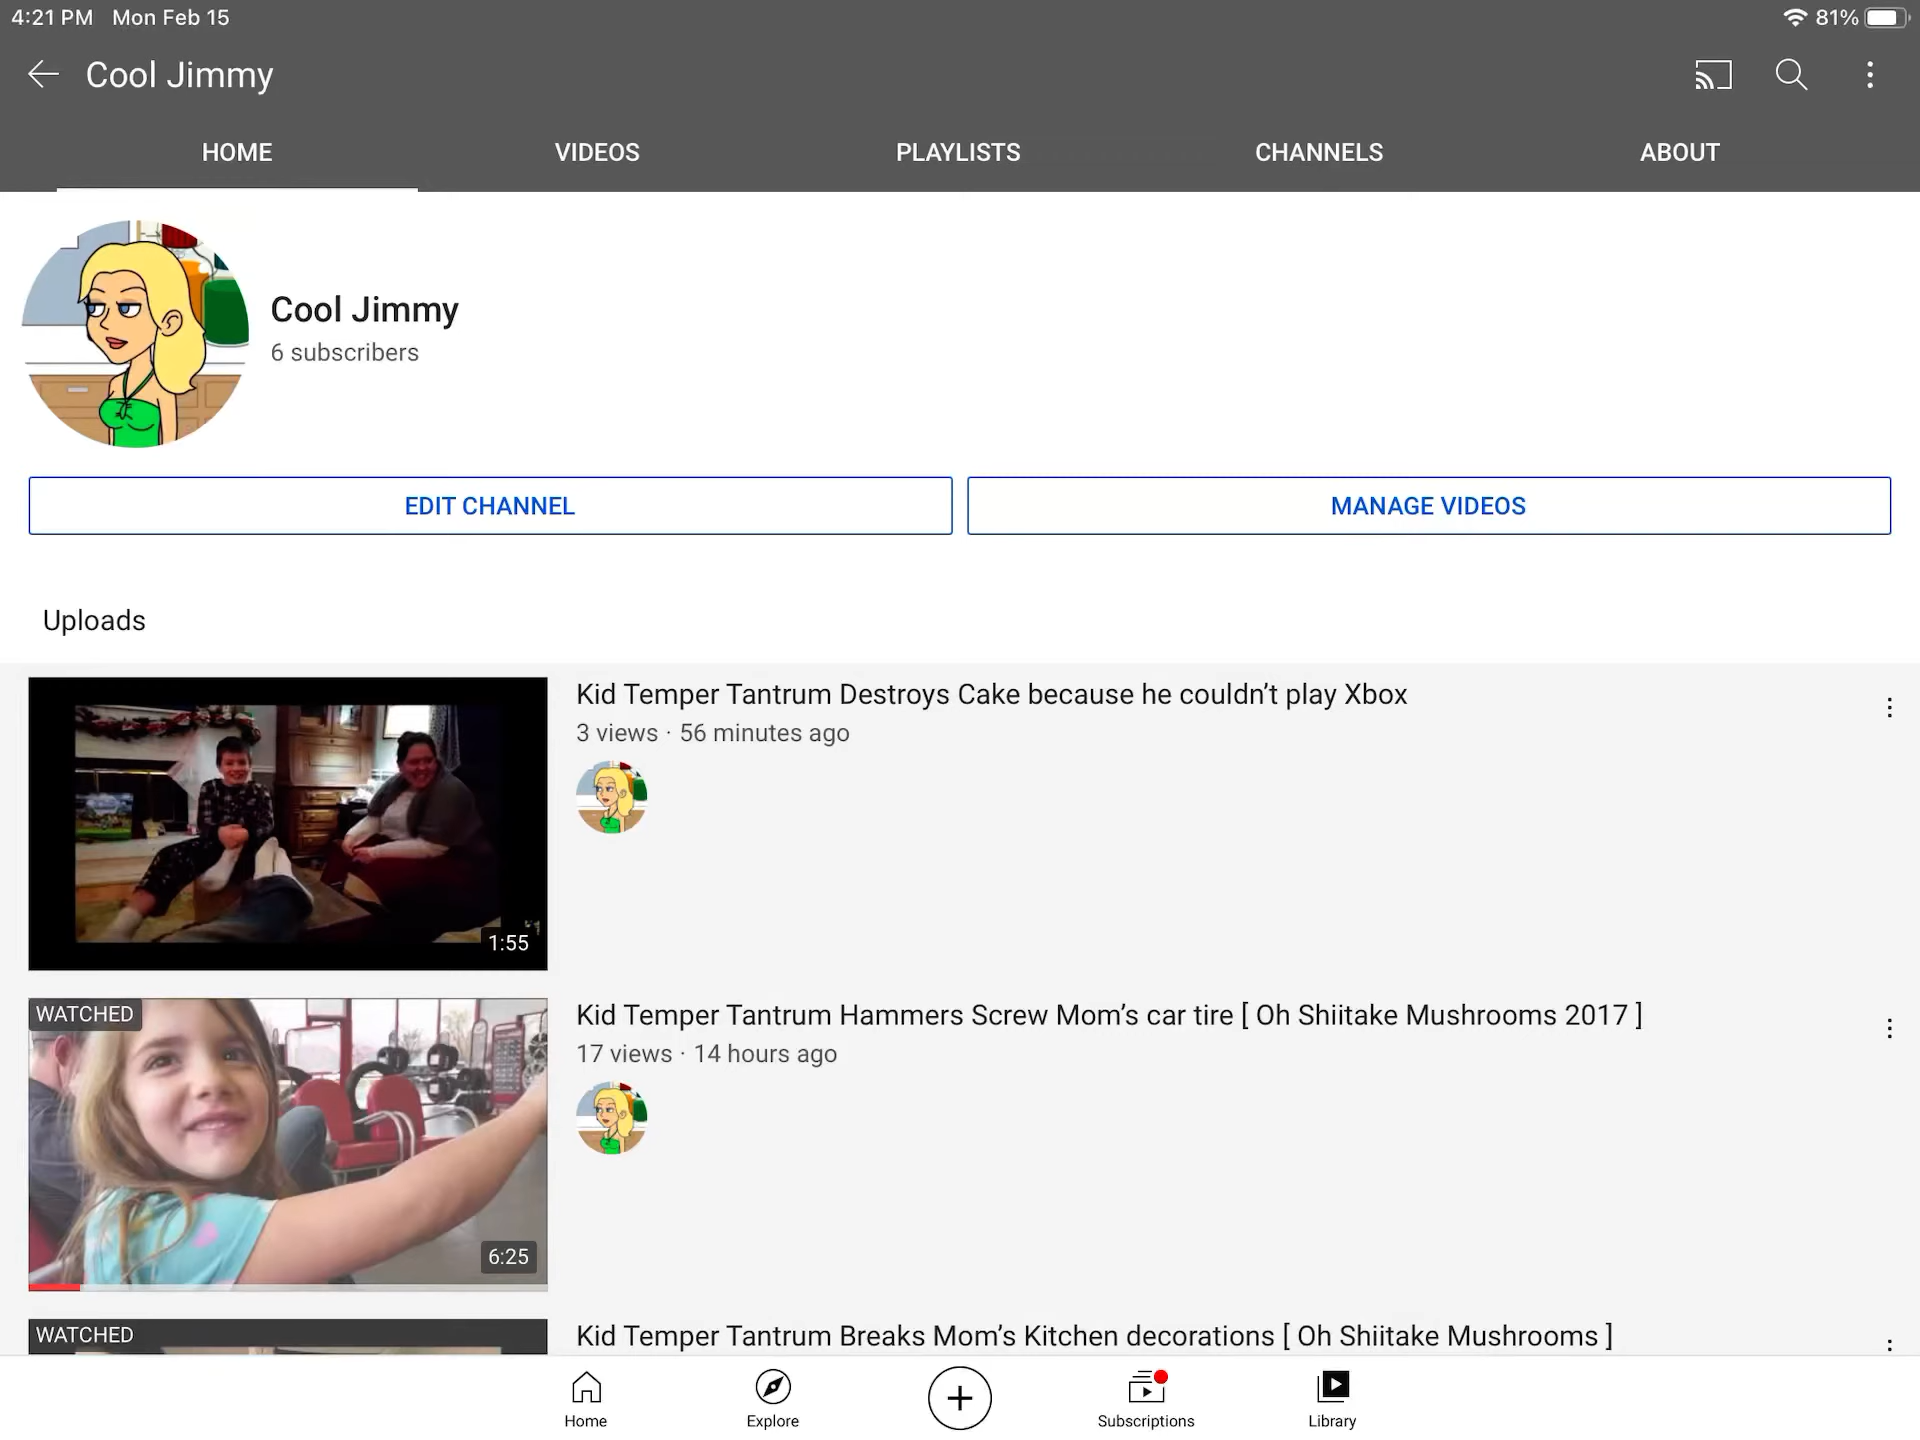 4:21 PM Mon Feb 15
81%
Cool Jimmy
HOME VIDEOS PLAYLISTS CHANNELS ABOUT
Cool Jimmy
6 subscribers
EDIT CHANNEL MANAGE VIDEOS
Uploads
Kid Temper Tantrum Destroys Cake because he couldn’t play Xbox
3 views · 56 minutes ago
1:55
WATCHED
Kid Temper Tantrum Hammers Screw Mom’s car tire [ Oh Shiitake Mushrooms 2017 ]
17 views · 14 hours ago
6:25
WATCHED
Kid Temper Tantrum Breaks Mom’s Kitchen decorations [ Oh Shiitake Mushrooms ]
Home Explore Subscriptions Library